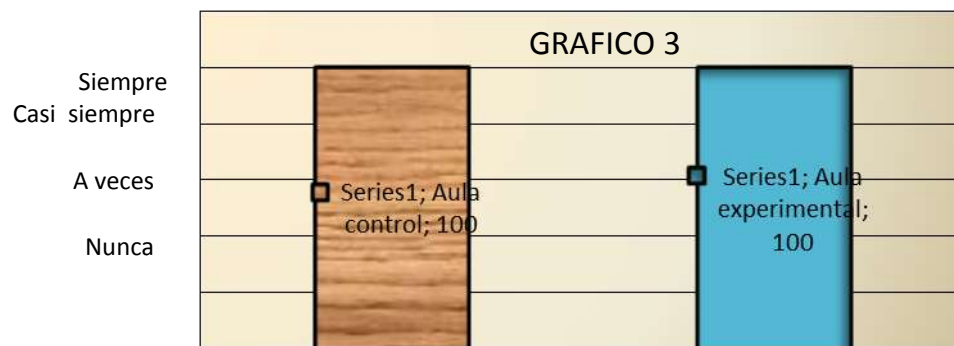 GRAFICO 3
Siempre
Casi siempre
A veces
Nunca
Series1; Aula
control; 100
Series1; Aula
experimental;
100